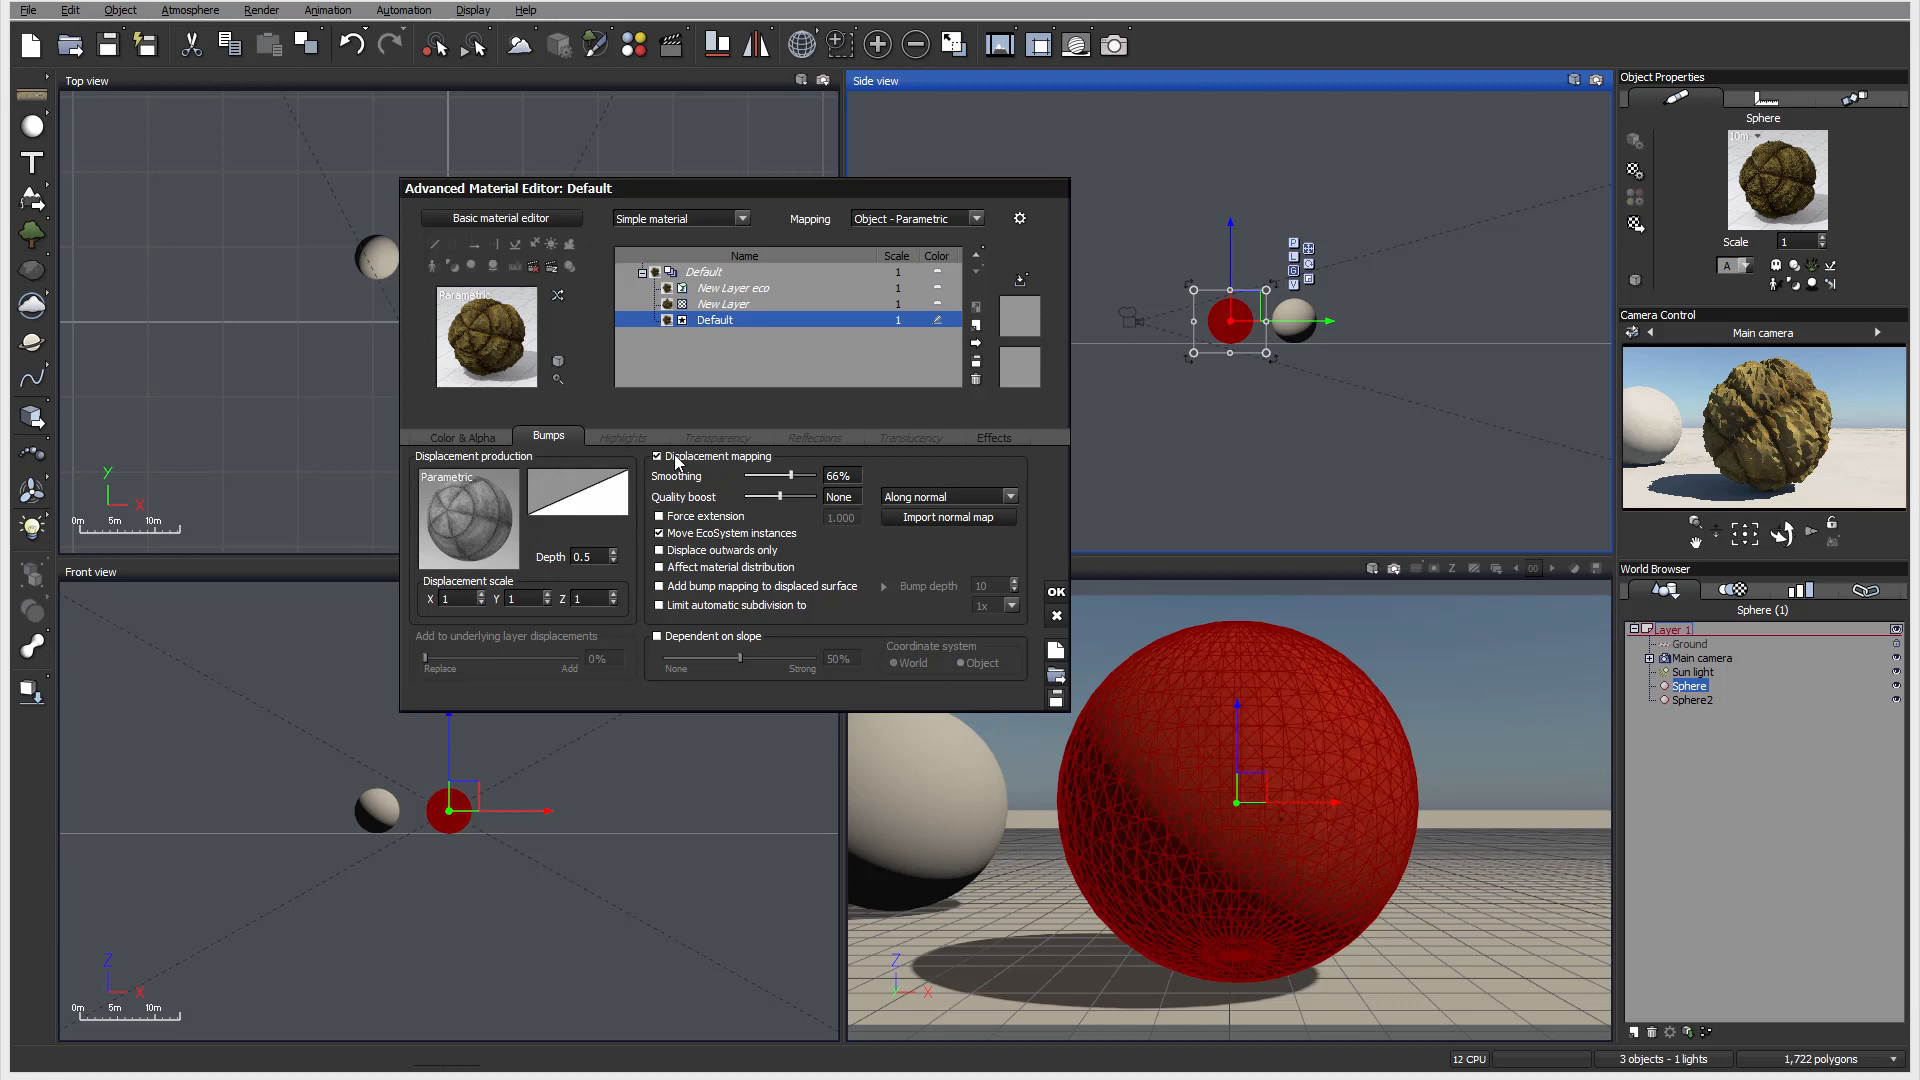 File Edit Object Atmosphere Render Animation Automation Display Help
Top view
Side view
Object Properties
Sphere
10m
Scale 1
A
Camera Control
Main camera
World Browser
Sphere (1)
Layer 1
Ground
Main camera
Sun light
Sphere
Sphere2
Advanced Material Editor: Default
Basic material editor Simple material Mapping Object - Parametric
Name Scale Color
Default 1
New Layer eco 1
New Layer 1
Default 1
Parametric
Color & Alpha Bumps Highlights Transparency Reflections Translucency Effects
Displacement production
Parametric
Depth 0.5
Displacement scale
X 1 Y 1 Z 1
Add to underlying layer displacements
0%
Replace Add
Displacement mapping
Smoothing 66%
Quality boost None Along normal
Force extension 1.000 Import normal map
Move EcoSystem instances
Displace outwards only
Affect material distribution
Add bump mapping to displaced surface Bump depth 10
Limit automatic subdivision to 1x
Dependent on slope
50%
None Strong
Coordinate system
World Object
OK
P
L
G
V
Y
X
0m 5m 10m
Front view
Z
X
0m 5m 10m
Z
00
Z
Y
X
12 CPU 3 objects - 1 lights 1,722 polygons